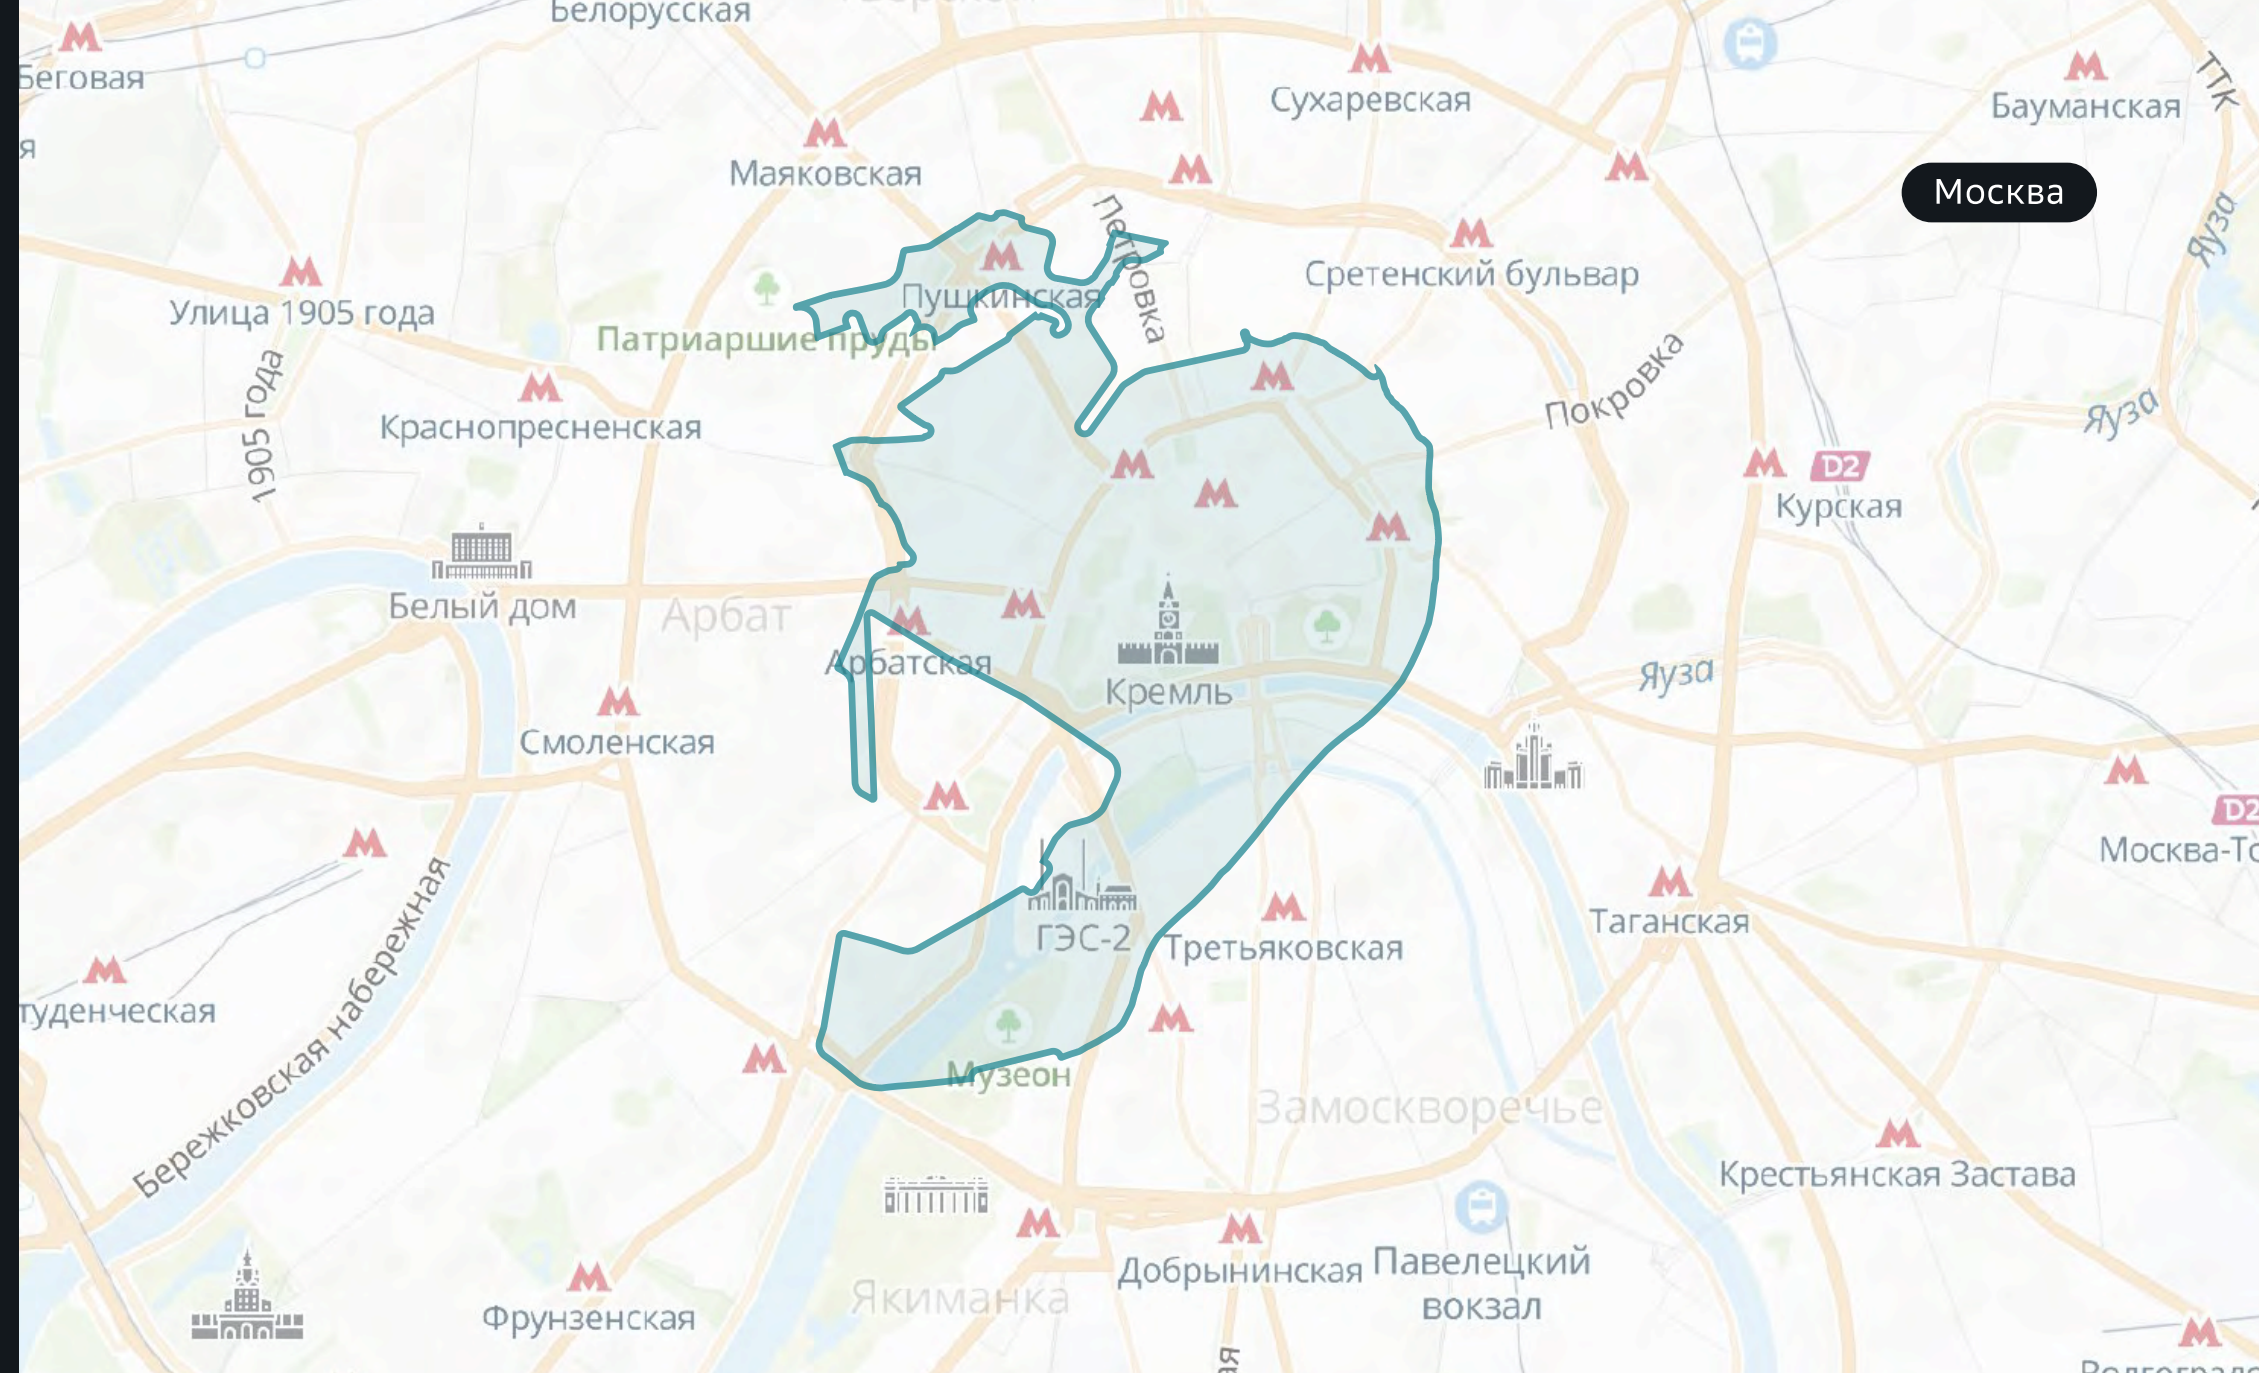 Белорусская
Беговая
Сухаревская
Бауманская
ТТК
Маяковская
Москва
Петровка
Яуза
Сретенский бульвар
Пушкинская
Улица 1905 года
Патриаршие пруды
1905 года
Покровка
Яуза
Краснопресненская
D2
Курская
Белый дом
Арбат
Арбатская
Кремль
Яуза
Смоленская
D2
Москва-То
Бережковская набережная
Таганская
ГЭС-2
Третьяковская
туденческая
Музеон
Замоскворечье
Крестьянская Застава
Добрынинская
Павелецкий
вокзал
Якиманка
Фрунзенская
ая